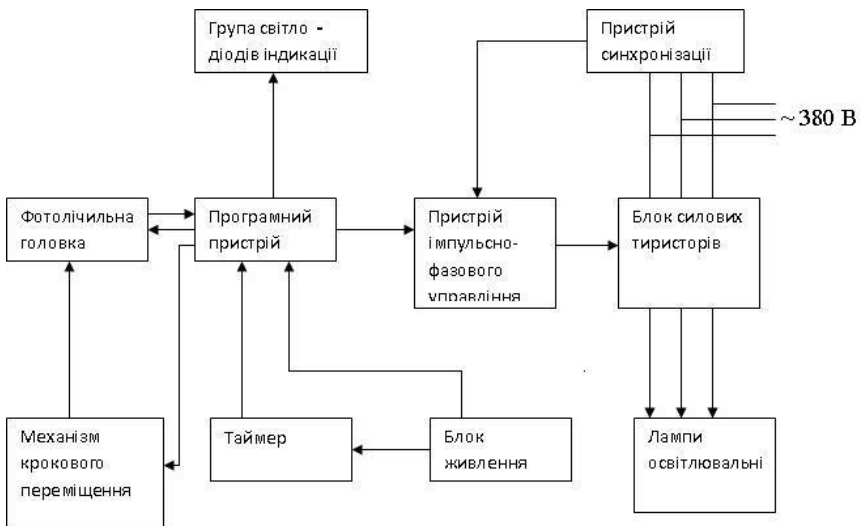 Група світло -
діодів індикації
Пристрій
синхронізації
~ 380 В
Фотолічильна
головка
Програмний
пристрій
Пристрій
імпульсно-
фазового
управління
Блок силових
тиристорів
Механізм
крокового
переміщення
Таймер
Блок
живлення
Лампи
освітлювальні